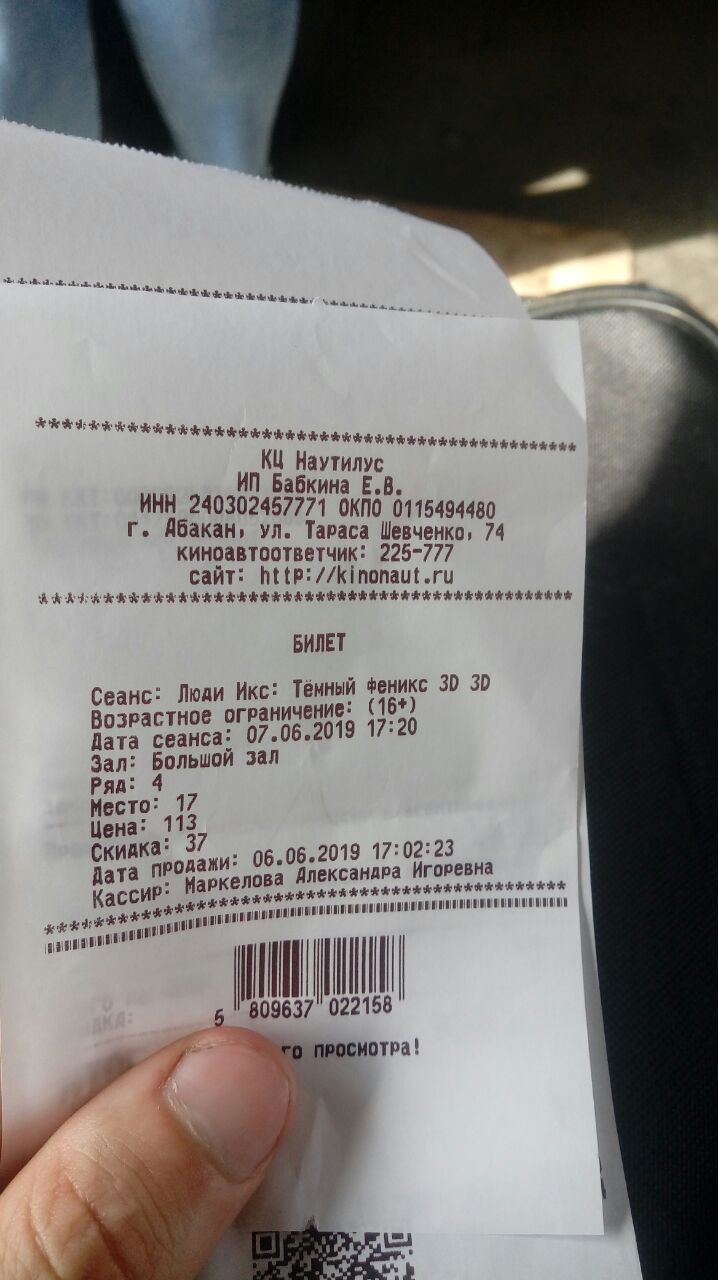 КЦ Наутилус
ИП Бабкина Е.В.
ИНН 240302457771 ОКПО 0115494480
г. Абакан, ул. Тараса Шевченко, 74
киноавтоответчик: 225-777
сайт: http://kinonaut.ru
БИЛЕТ
Сеанс: Люди Икс: Тёмный феникс 3D 3D
Возрастное ограничение: (16+)
Дата сеанса: 07.06.2019 17:20
Зал: Большой зал
Ряд: 4
Место: 17
Цена: 113
Скидка: 37
Дата продажи: 06.06.2019 17:02:23
Кассир: Маркелова Александра Игоревна
5 809637 022158
просмотра!